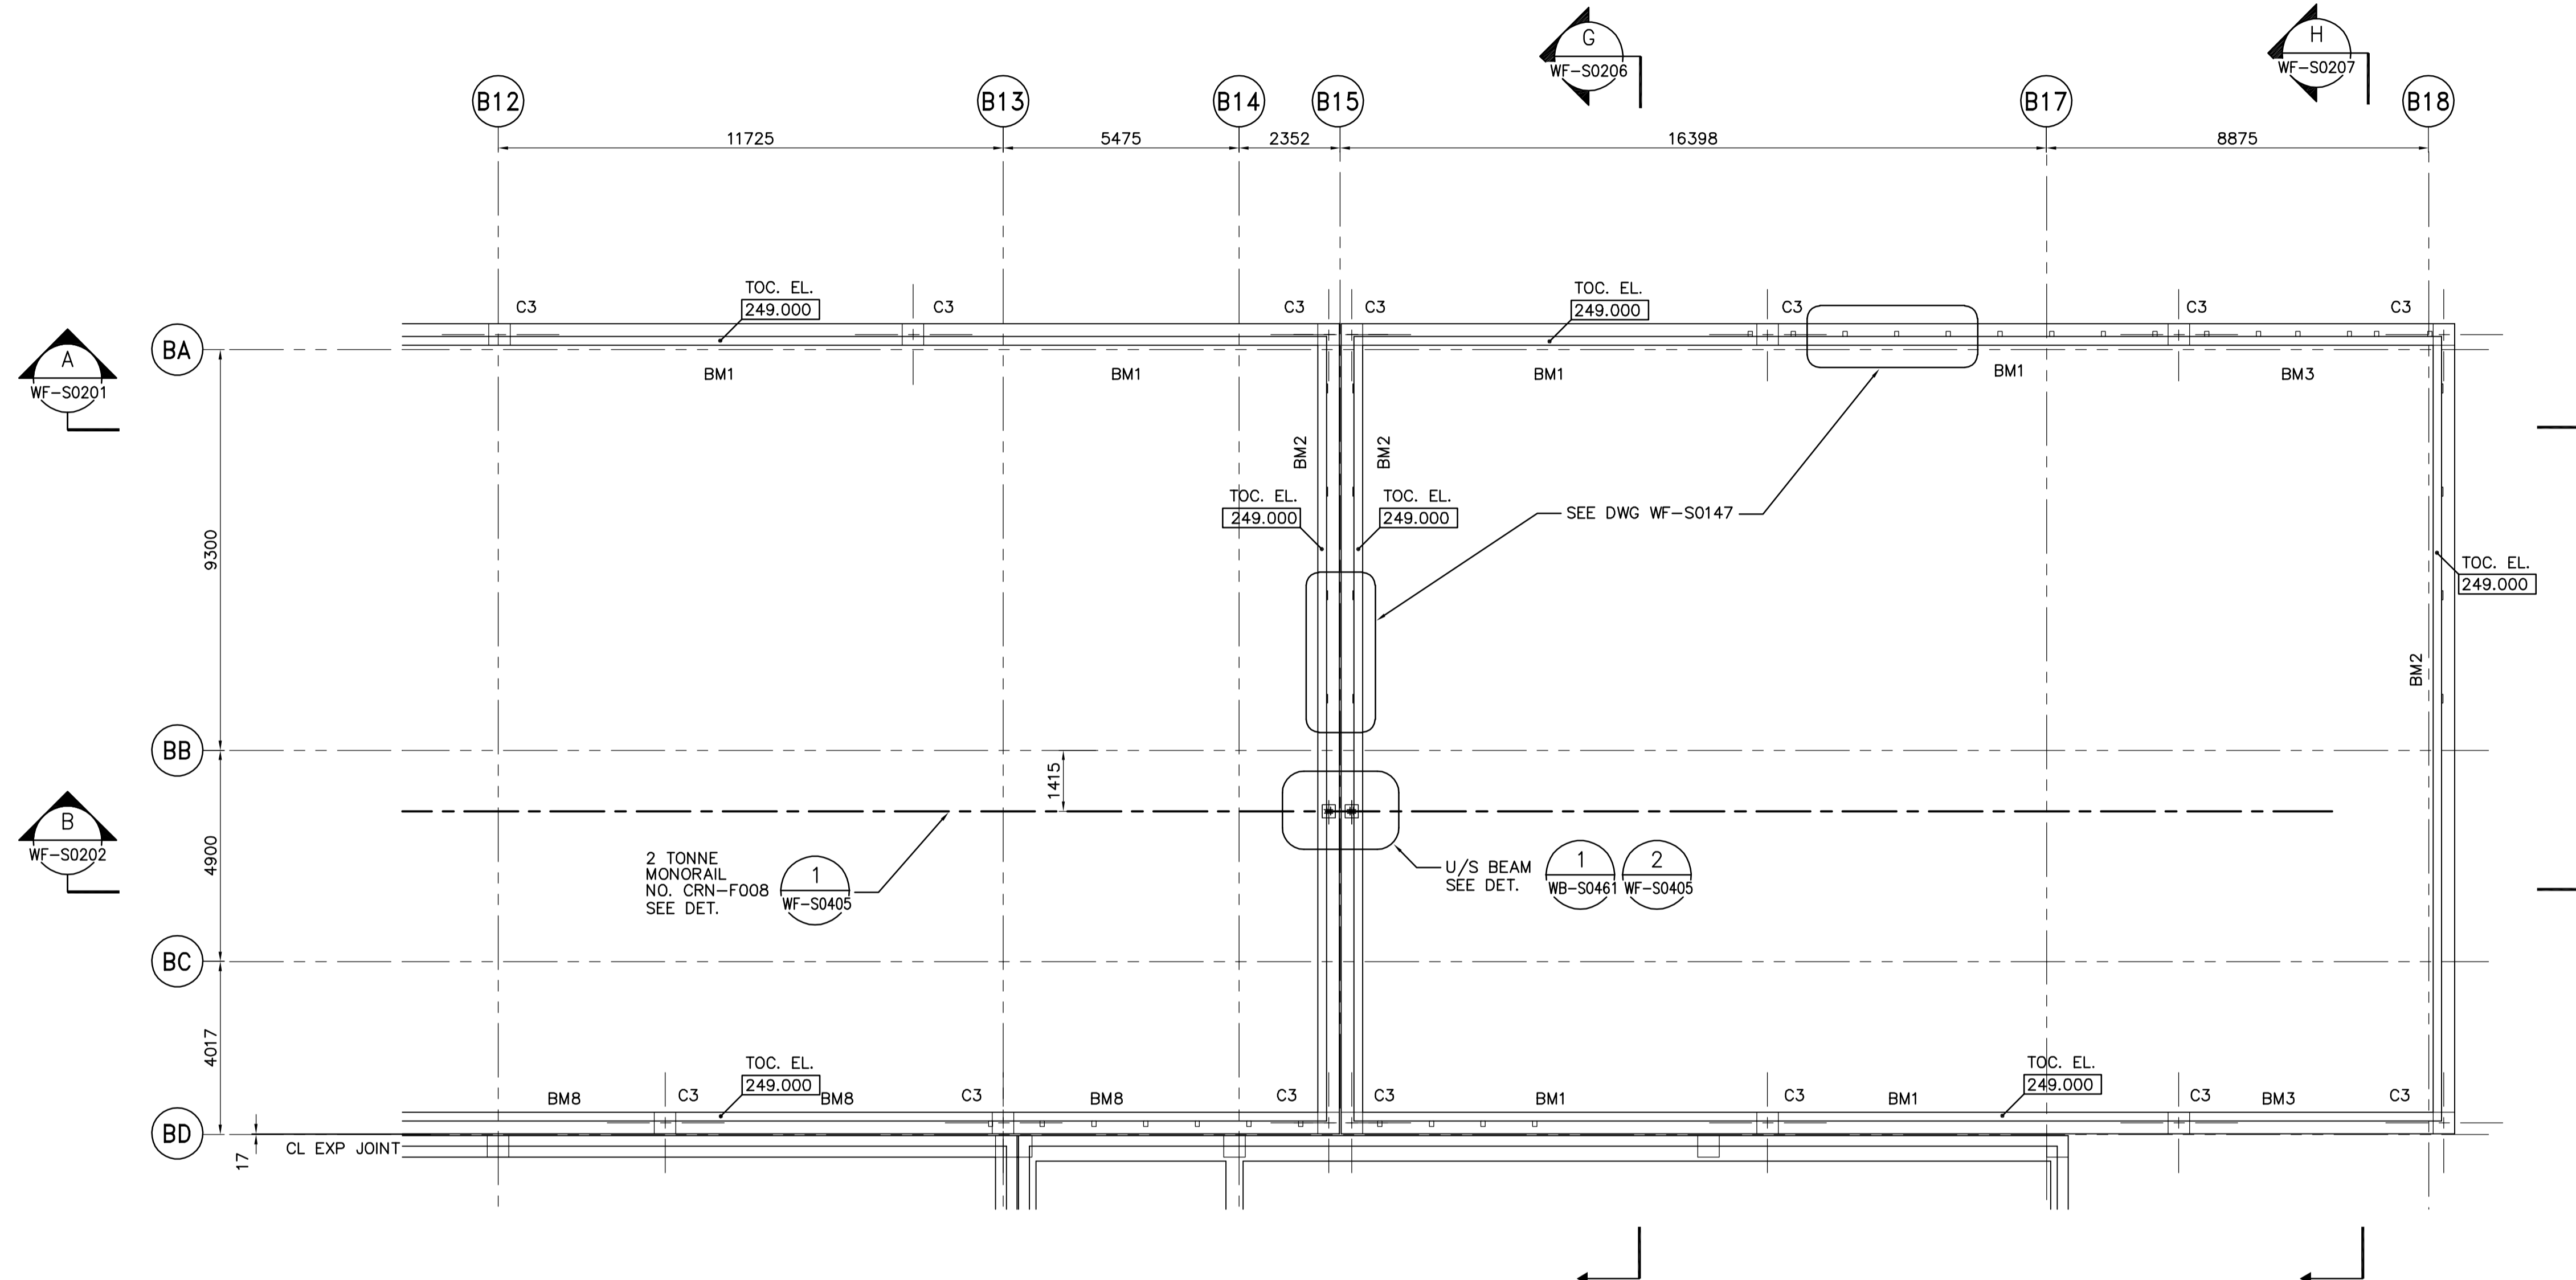 G
WF-S0206
H
WF-S0207
B12
B13
B14
B15
B17
B18
11725
5475
2352
16398
8875
TOC. EL.
249.000
TOC. EL.
249.000
C3
C3
C3
C3
C3
C3
C3
BA
A
WF-S0201
BM1
BM1
BM1
BM1
BM3
BM2
BM2
TOC. EL.
249.000
TOC. EL.
249.000
SEE DWG WF-S0147
9300
TOC. EL.
249.000
BM2
BB
1415
B
WF-S0202
4900
2 TONNE
MONORAIL
NO. CRN-F008
SEE DET.
1
WF-S0405
U/S BEAM
SEE DET.
1
WB-S0461
2
WF-S0405
BC
4017
TOC. EL.
249.000
TOC. EL.
249.000
BM8
C3
BM8
C3
BM8
C3
C3
BM1
C3
BM1
C3
BM3
C3
BD
CL EXP JOINT
17